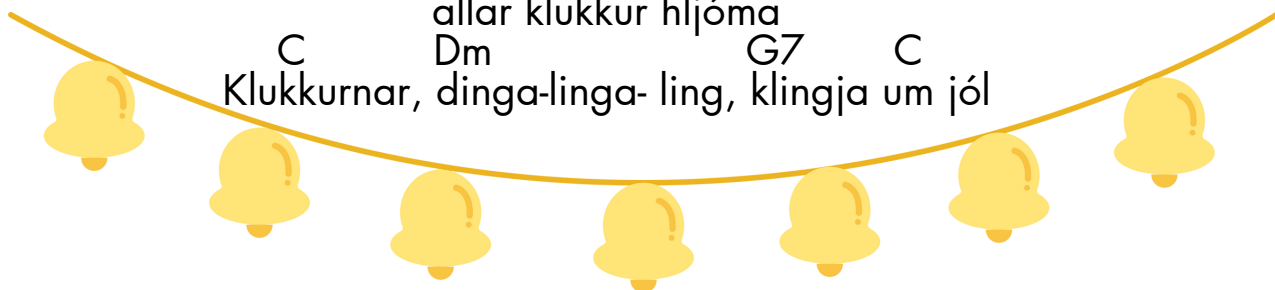 allar klukkur hljóma
C Dm G7 C
Klukkurnar, dinga-linga- ling, klingja um jól